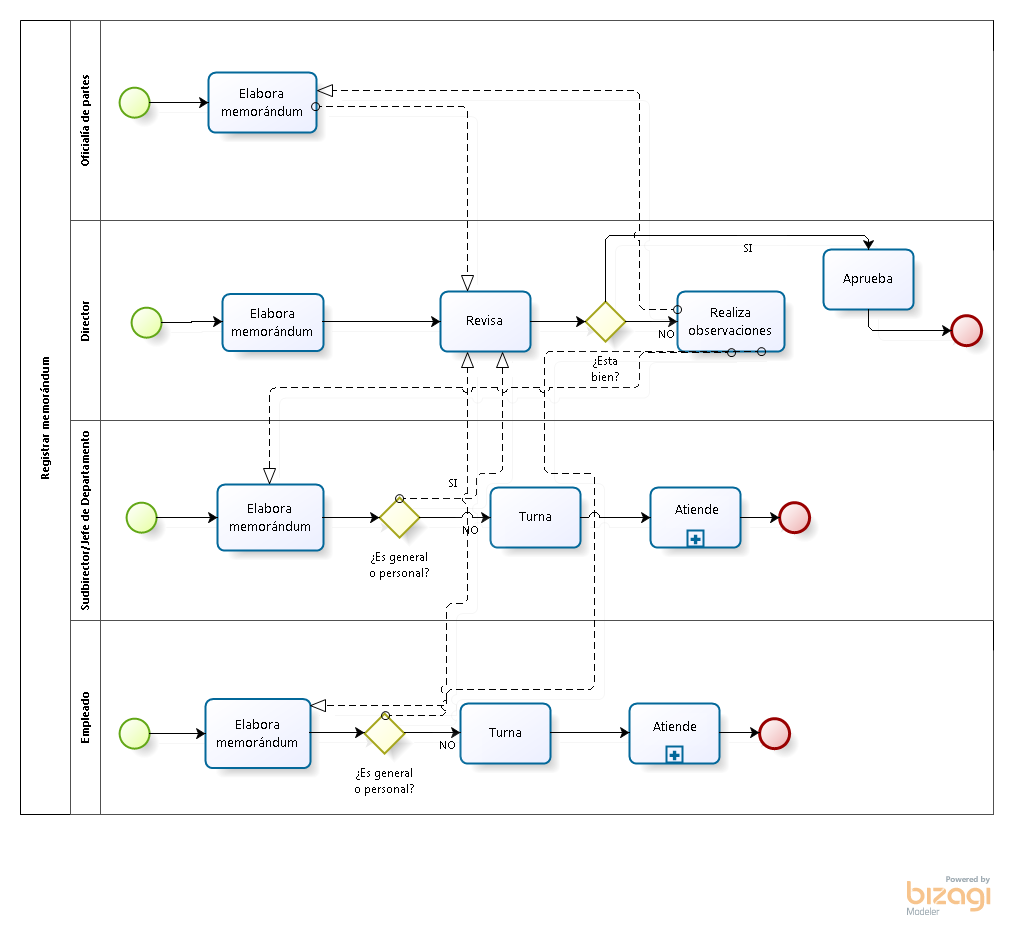 Registrar memorándum
Oficialía de partes
Elabora
memorándum
Director
Elabora
memorándum
Revisa
¿Esta
bien?
SI
NO
Realiza
observaciones
Aprueba
Sudbirector/Jefe de Departamento
Elabora
memorándum
¿Es general
o personal?
SI
NO
Turna
Atiende
Empleado
Elabora
memorándum
¿Es general
o personal?
NO
Turna
Atiende
Powered by
bizagi
Modeler